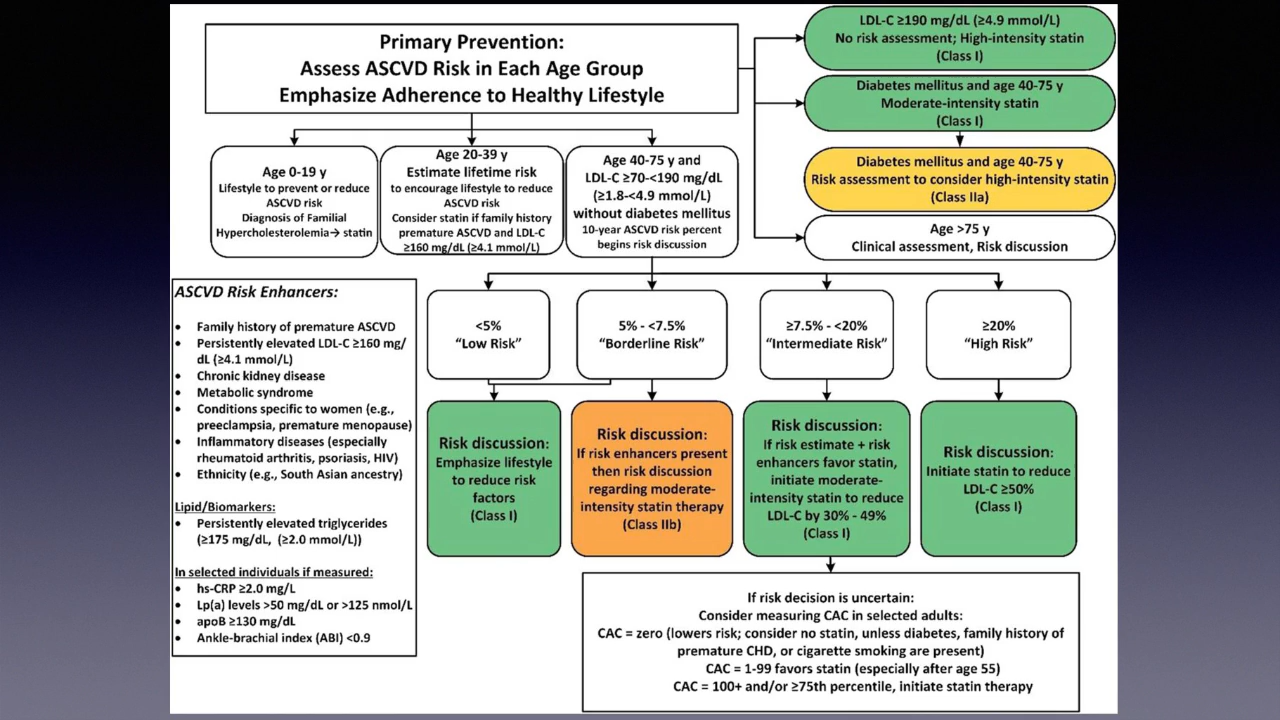 Primary Prevention:
Assess ASCVD Risk in Each Age Group
Emphasize Adherence to Healthy Lifestyle
LDL-C ≥190 mg/dL (≥4.9 mmol/L)
No risk assessment; High-intensity statin
(Class I)
Diabetes mellitus and age 40-75 y
Moderate-intensity statin
(Class I)
Diabetes mellitus and age 40-75 y
Risk assessment to consider high-intensity statin
(Class IIa)
Age >75 y
Clinical assessment, Risk discussion
Age 0-19 y
Lifestyle to prevent or reduce
ASCVD risk
Diagnosis of Familial
Hypercholesterolemia→ statin
Age 20-39 y
Estimate lifetime risk
to encourage lifestyle to reduce
ASCVD risk
Consider statin if family history
premature ASCVD and LDL-C
≥160 mg/dL (≥4.1 mmol/L)
Age 40-75 y and
LDL-C ≥70-<190 mg/dL
(≥1.8-<4.9 mmol/L)
without diabetes mellitus
10-year ASCVD risk percent
begins risk discussion
ASCVD Risk Enhancers:
• Family history of premature ASCVD
• Persistently elevated LDL-C ≥160 mg/
dL (≥4.1 mmol/L)
• Chronic kidney disease
• Metabolic syndrome
• Conditions specific to women (e.g.,
preeclampsia, premature menopause)
• Inflammatory diseases (especially
rheumatoid arthritis, psoriasis, HIV)
• Ethnicity (e.g., South Asian ancestry)
Lipid/Biomarkers:
• Persistently elevated triglycerides
(≥175 mg/dL, (≥2.0 mmol/L))
In selected individuals if measured:
• hs-CRP ≥2.0 mg/L
• Lp(a) levels >50 mg/dL or >125 nmol/L
• apoB ≥130 mg/dL
• Ankle-brachial index (ABI) <0.9
<5%
"Low Risk"
5% - <7.5%
"Borderline Risk"
≥7.5% - <20%
"Intermediate Risk"
≥20%
"High Risk"
Risk discussion:
Emphasize lifestyle
to reduce risk
factors
(Class I)
Risk discussion:
If risk enhancers present
then risk discussion
regarding moderate-
intensity statin therapy
(Class IIb)
Risk discussion:
If risk estimate + risk
enhancers favor statin,
initiate moderate-
intensity statin to reduce
LDL-C by 30% - 49%
(Class I)
Risk discussion:
Initiate statin to reduce
LDL-C ≥50%
(Class I)
If risk decision is uncertain:
Consider measuring CAC in selected adults:
CAC = zero (lowers risk; consider no statin, unless diabetes, family history of
premature CHD, or cigarette smoking are present)
CAC = 1-99 favors statin (especially after age 55)
CAC = 100+ and/or ≥75th percentile, initiate statin therapy